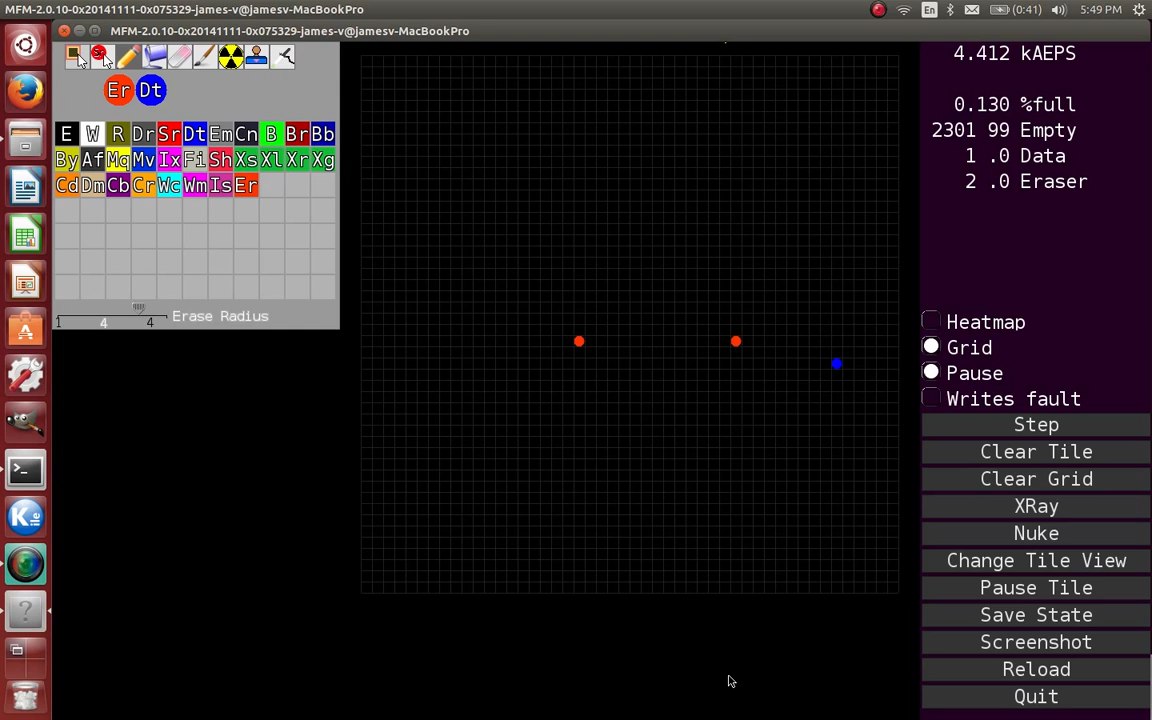 MFM-2.0.10-0x20141111-0x075329-james-v@jamesv-MacBookPro
En
(0:41)
5:49 PM
MFM-2.0.10-0x20141111-0x075329-james-v@jamesv-MacBookPro
Er Dt
E W R Dr Sr Dt Em Cn B Br Bb
By Af Mq Mv Ix Fi Sh Xs Xl Xr Xg
Cd Dm Cb Cr Wc Wm Is Er
1 4 4 Erase Radius
4.412 kAEPS
0.130 %full
2301 99 Empty
1 .0 Data
2 .0 Eraser
Heatmap
Grid
Pause
Writes fault
Step
Clear Tile
Clear Grid
XRay
Nuke
Change Tile View
Pause Tile
Save State
Screenshot
Reload
Quit